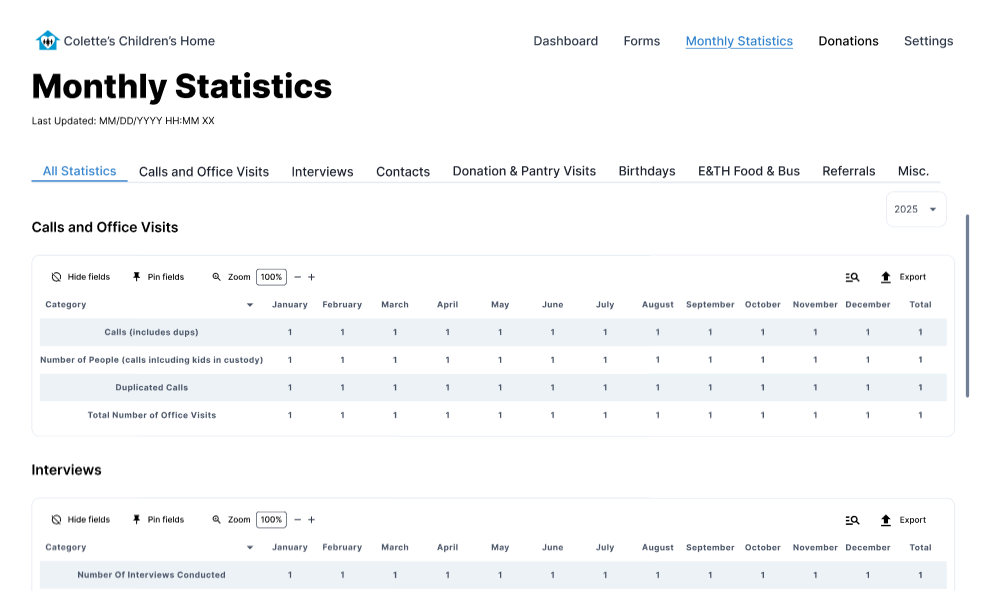 Colette's Children's Home Dashboard Forms Monthly Statistics Donations Settings
Monthly Statistics
Last Updated: MM/DD/YYYY HH:MM XX
All Statistics Calls and Office Visits Interviews Contacts Donation & Pantry Visits Birthdays E&TH Food & Bus Referrals Misc.
2025
Calls and Office Visits
Hide fields Pin fields Zoom 100% − + Export
Category January February March April May June July August September October November December Total
Calls (includes dups) 1 1 1 1 1 1 1 1 1 1 1 1 1
Number of People (calls inlcuding kids in custody) 1 1 1 1 1 1 1 1 1 1 1 1 1
Duplicated Calls 1 1 1 1 1 1 1 1 1 1 1 1 1
Total Number of Office Visits 1 1 1 1 1 1 1 1 1 1 1 1 1
Interviews
Hide fields Pin fields Zoom 100% − + Export
Category January February March April May June July August September October November December Total
Number Of Interviews Conducted 1 1 1 1 1 1 1 1 1 1 1 1 1